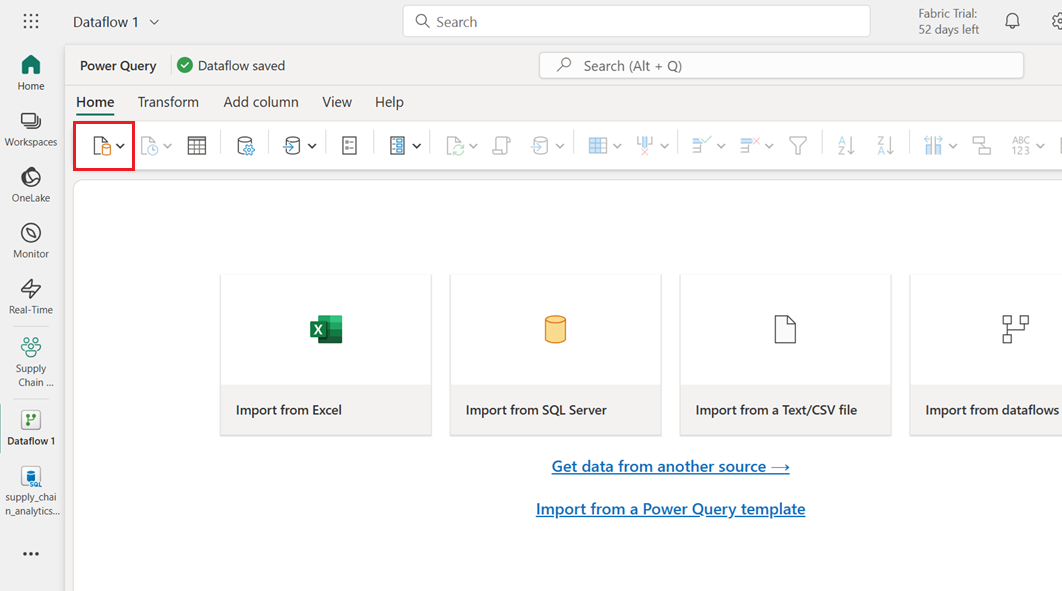 Dataflow 1
Search
Fabric Trial:
52 days left
Home
Workspaces
OneLake
Monitor
Real-Time
Supply
Chain ...
Dataflow 1
SQL
supply_chai
n_analytics...
Power Query
Dataflow saved
Search (Alt + Q)
Home
Transform
Add column
View
Help
A
Z
Z
A
ABC
123
X
Import from Excel
Import from SQL Server
Import from a Text/CSV file
Import from dataflows
Get data from another source →
Import from a Power Query template